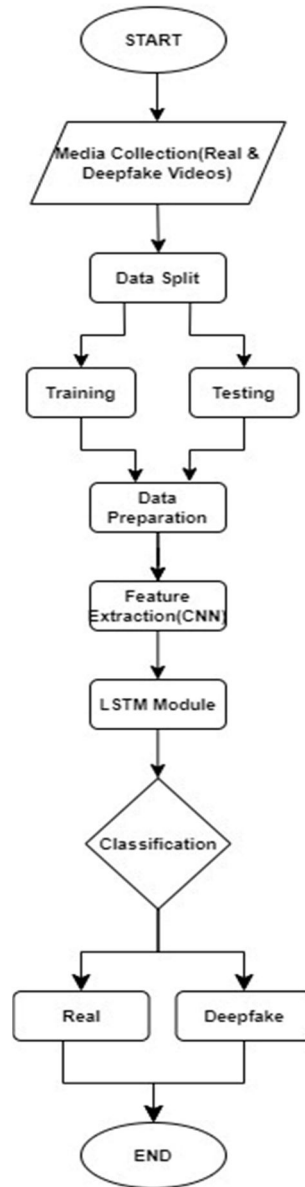 START
Media Collection(Real &
Deepfake Videos)
Data Split
Training
Testing
Data
Preparation
Feature
Extraction(CNN)
LSTM Module
Classification
Real
Deepfake
END